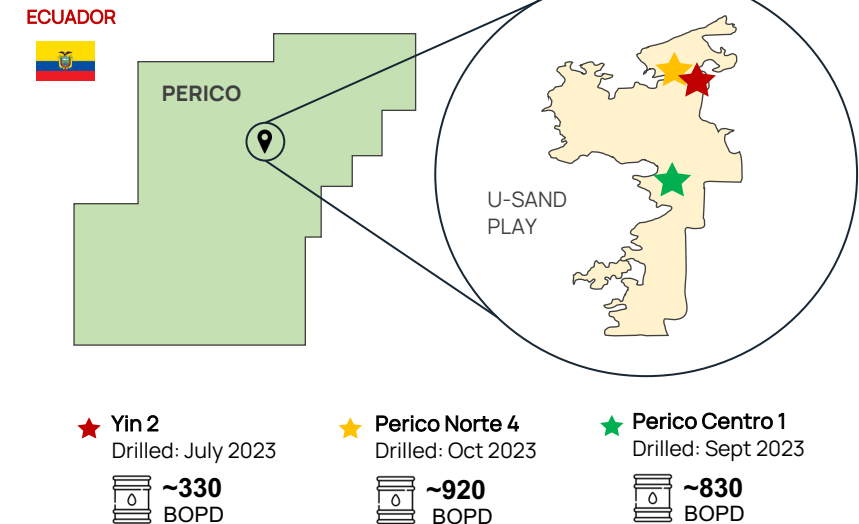 ECUADOR
PERICO
U-SAND
PLAY
Yin 2
Drilled: July 2023
~330
BOPD
Perico Norte 4
Drilled: Oct 2023
~920
BOPD
Perico Centro 1
Drilled: Sept 2023
~830
BOPD